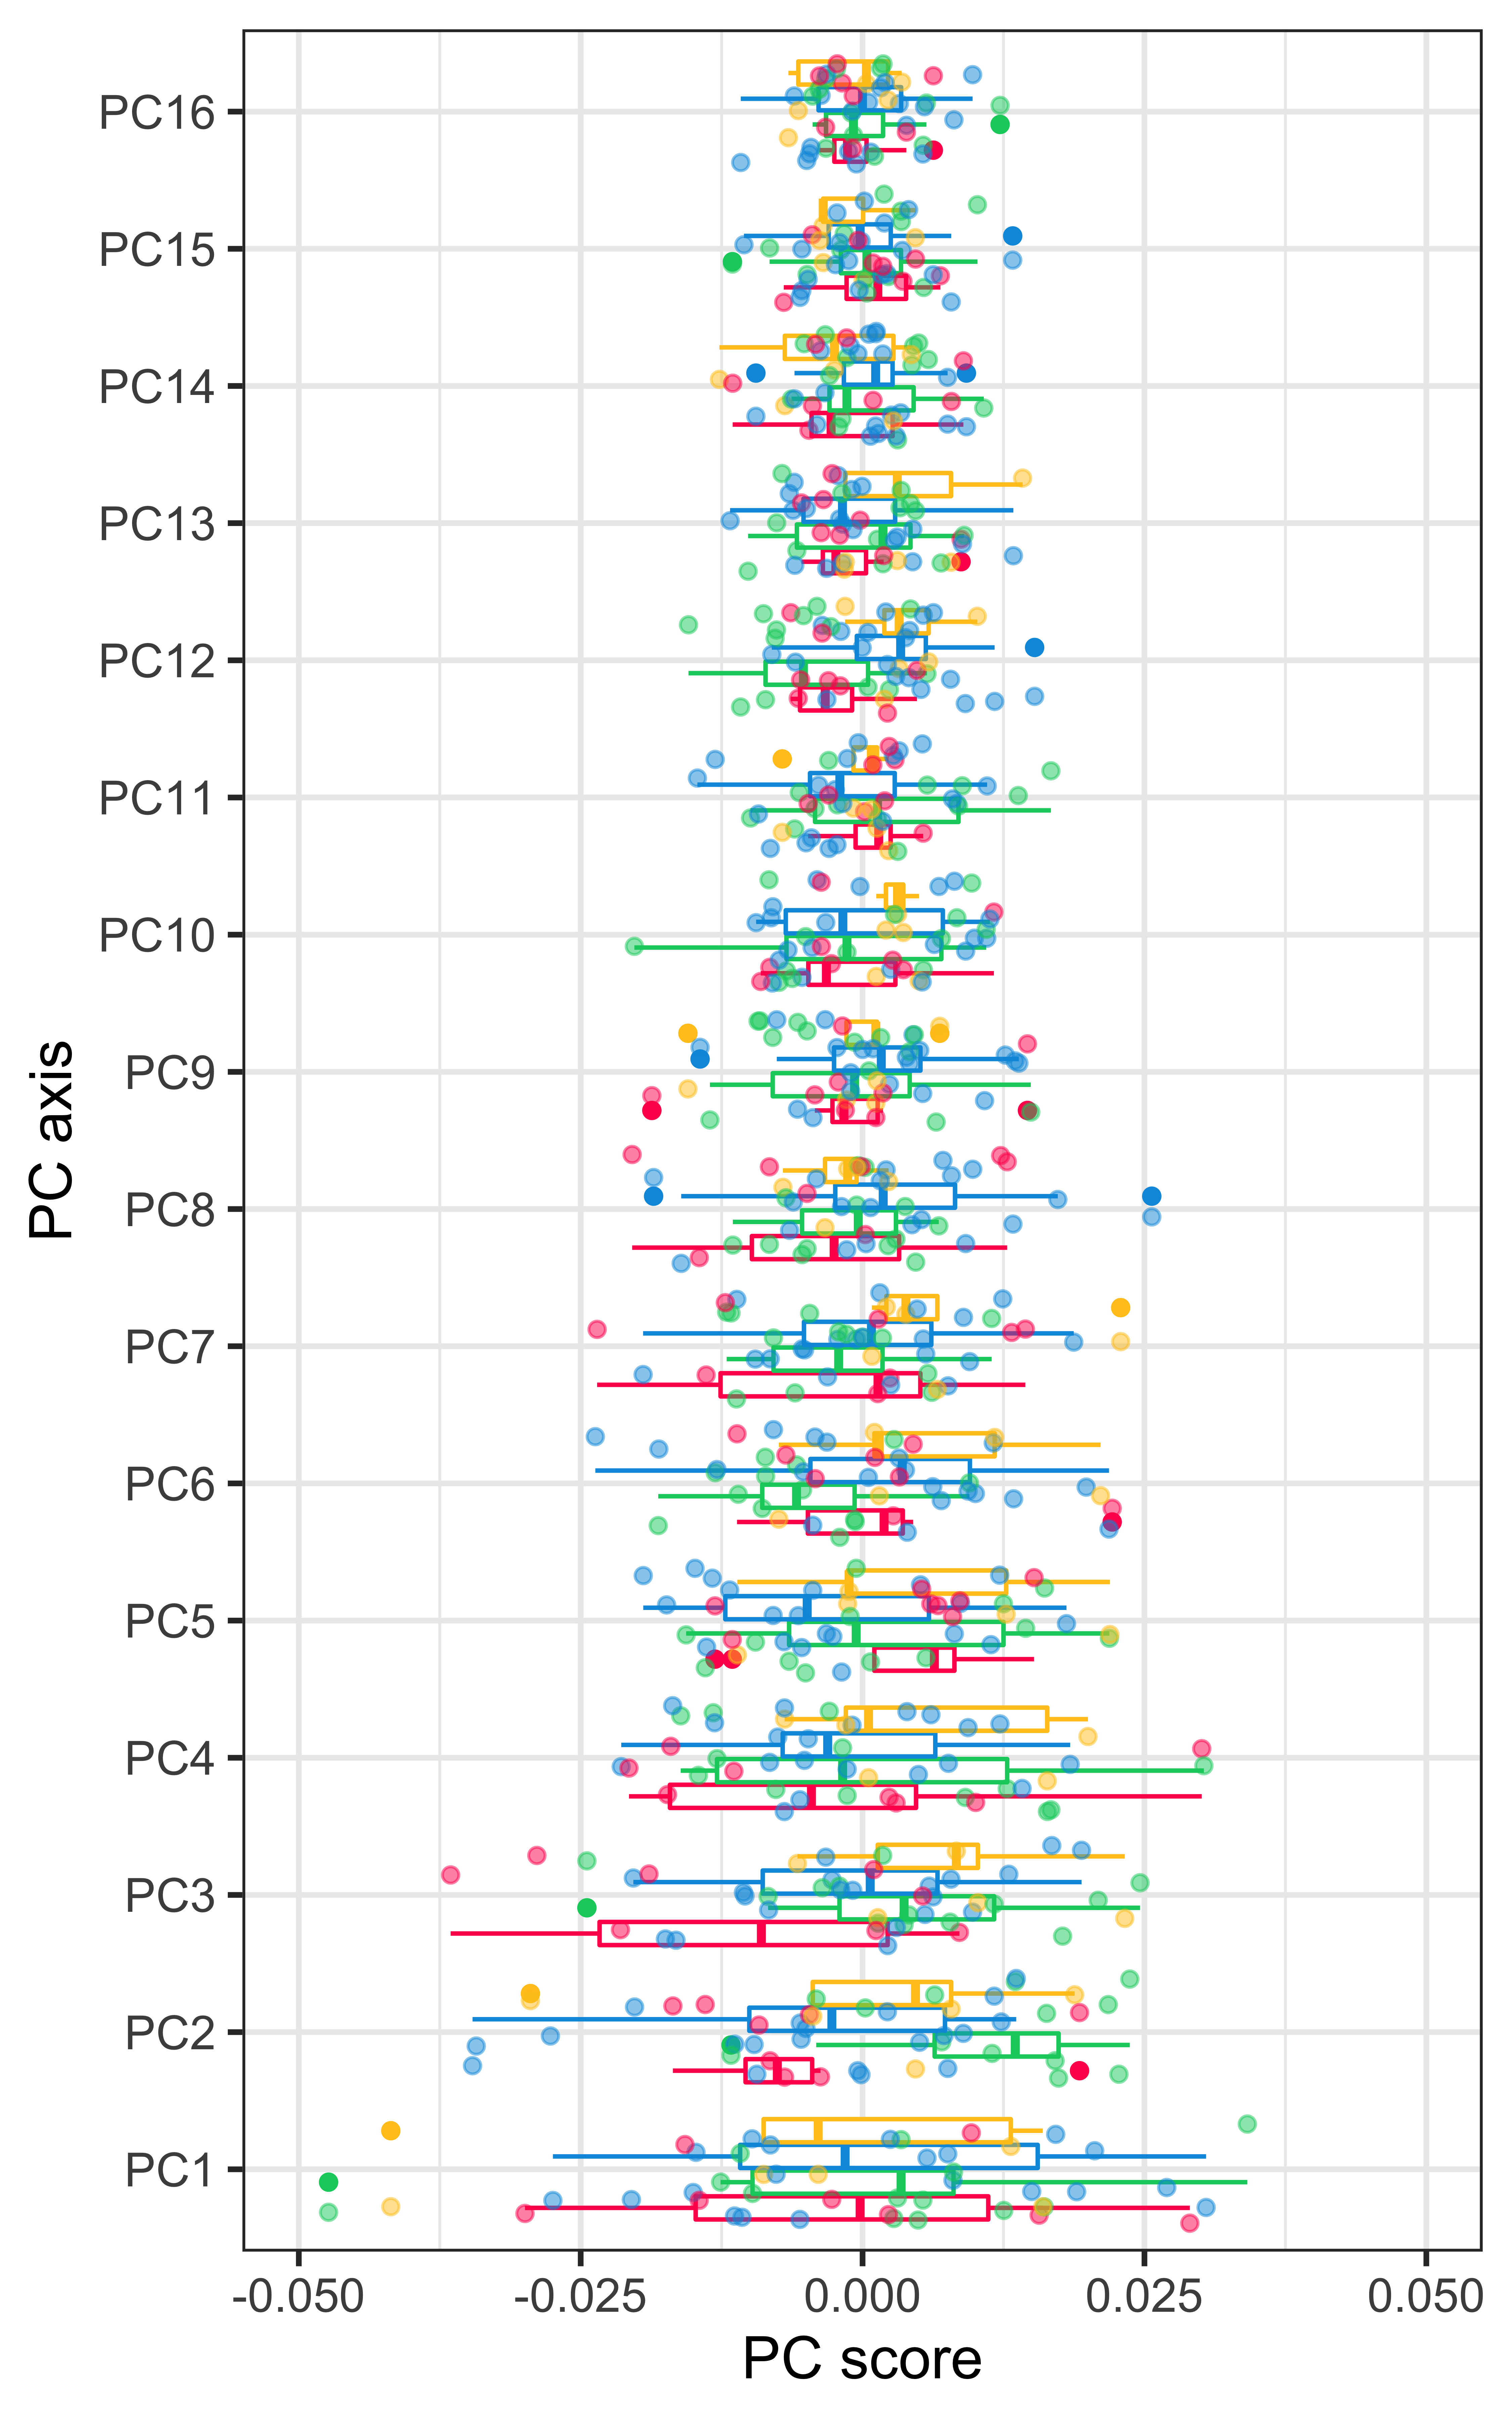 PC axis
PC16
PC15
PC14
PC13
PC12
PC11
PC10
PC9
PC8
PC7
PC6
PC5
PC4
PC3
PC2
PC1
-0.050 -0.025 0.000 0.025 0.050
PC score